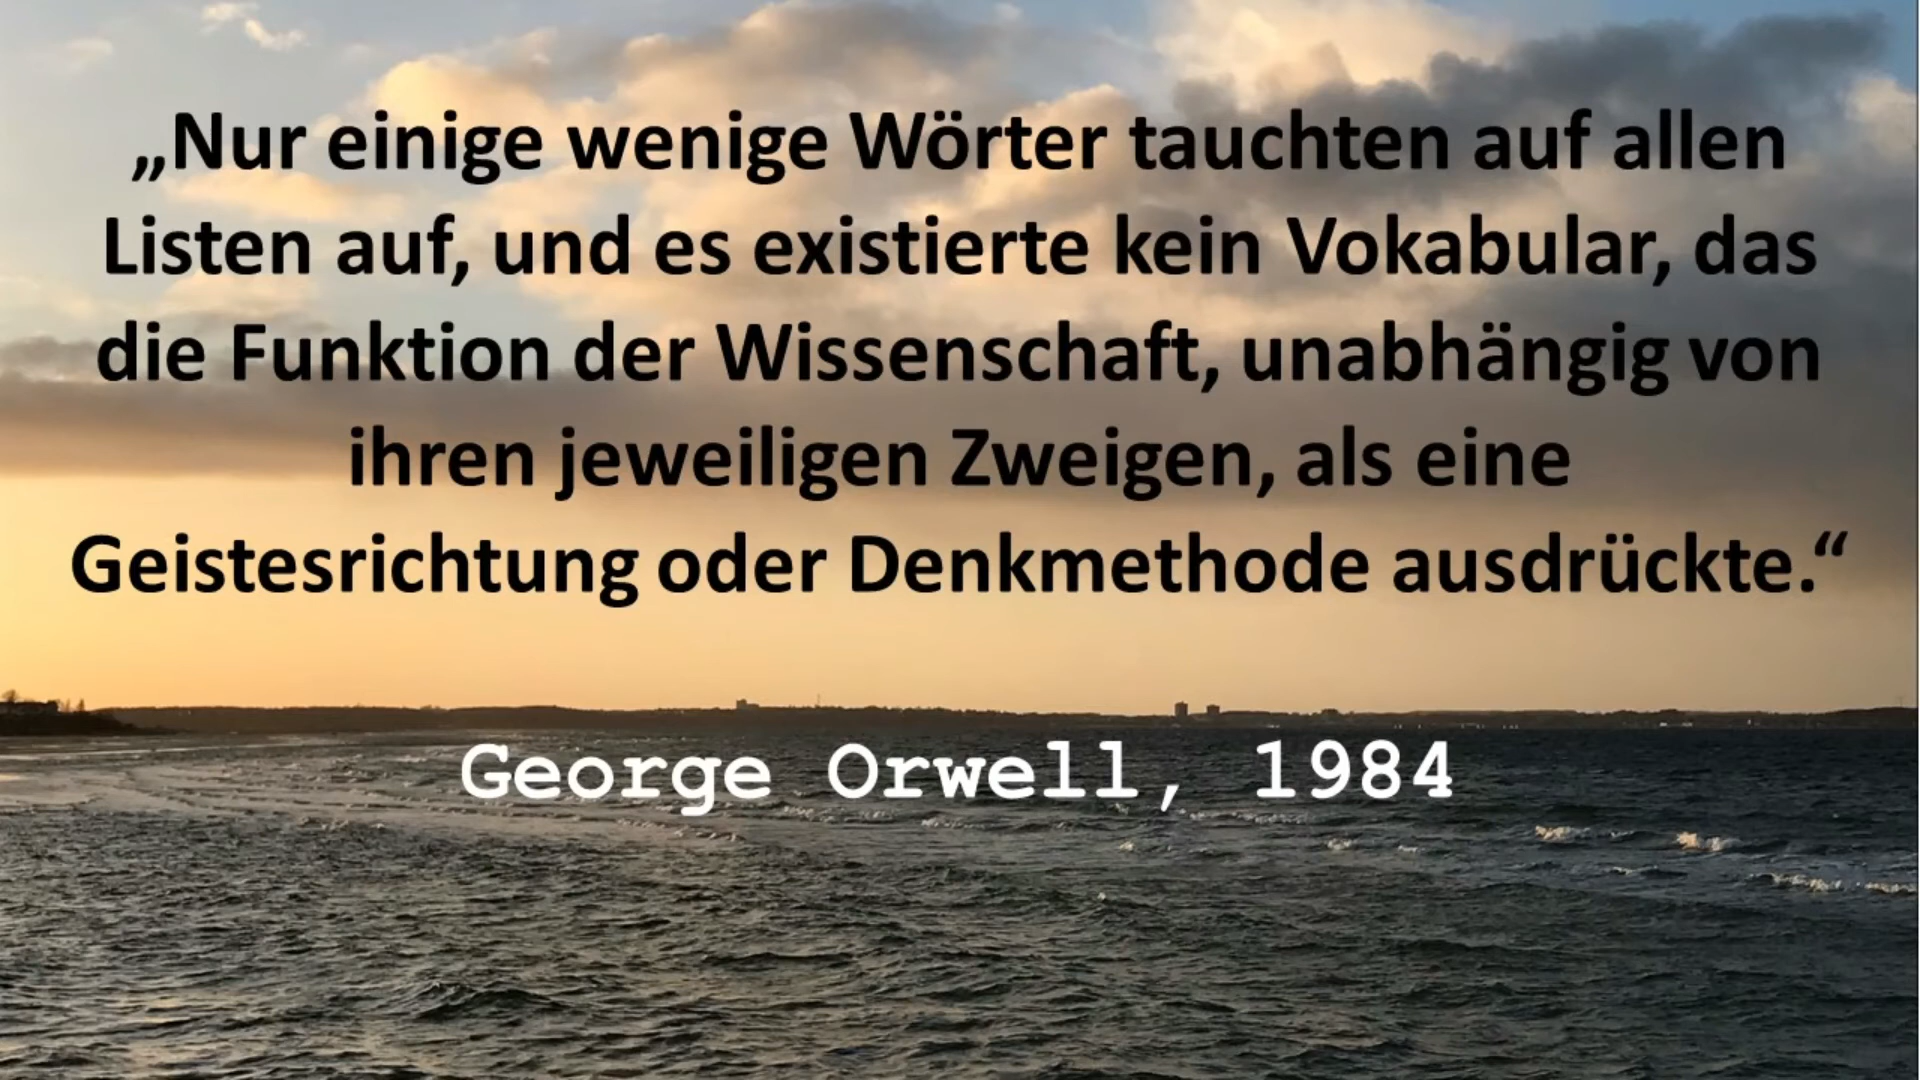 „Nur einige wenige Wörter tauchten auf allen
Listen auf, und es existierte kein Vokabular, das
die Funktion der Wissenschaft, unabhängig von
ihren jeweiligen Zweigen, als eine
Geistesrichtung oder Denkmethode ausdrückte.“
George Orwell, 1984